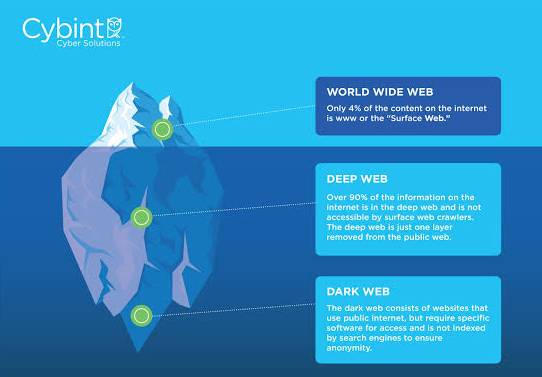 Cybint
Cyber Solutions
WORLD WIDE WEB
Only 4% of the content on the internet
is www or the "Surface Web."
DEEP WEB
Over 90% of the information on the
internet is in the deep web and is not
accessible by surface web crawlers.
The deep web is just one layer
removed from the public web.
DARK WEB
The dark web consists of websites that
use public internet, but require specific
software for access and is not indexed
by search engines to ensure
anonymity.